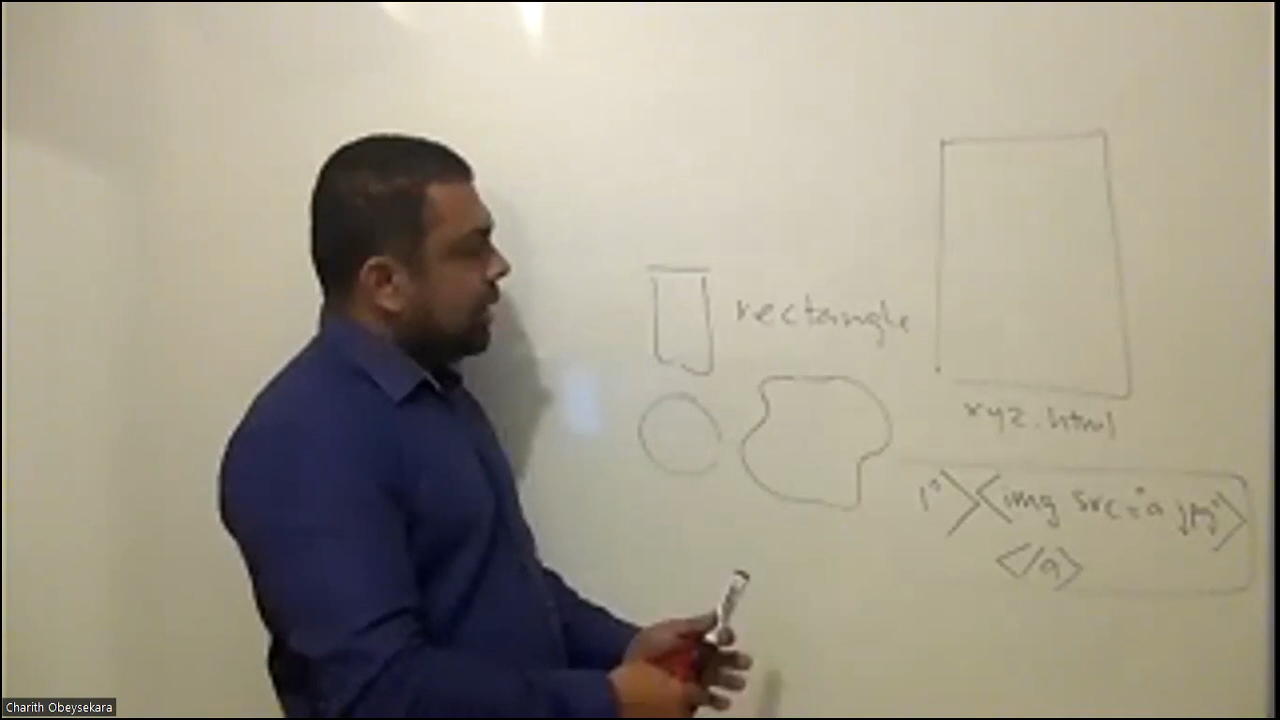 rectangle
xyz.html
l"><img src="a.jpg">
</a>
Charith Obeysekara